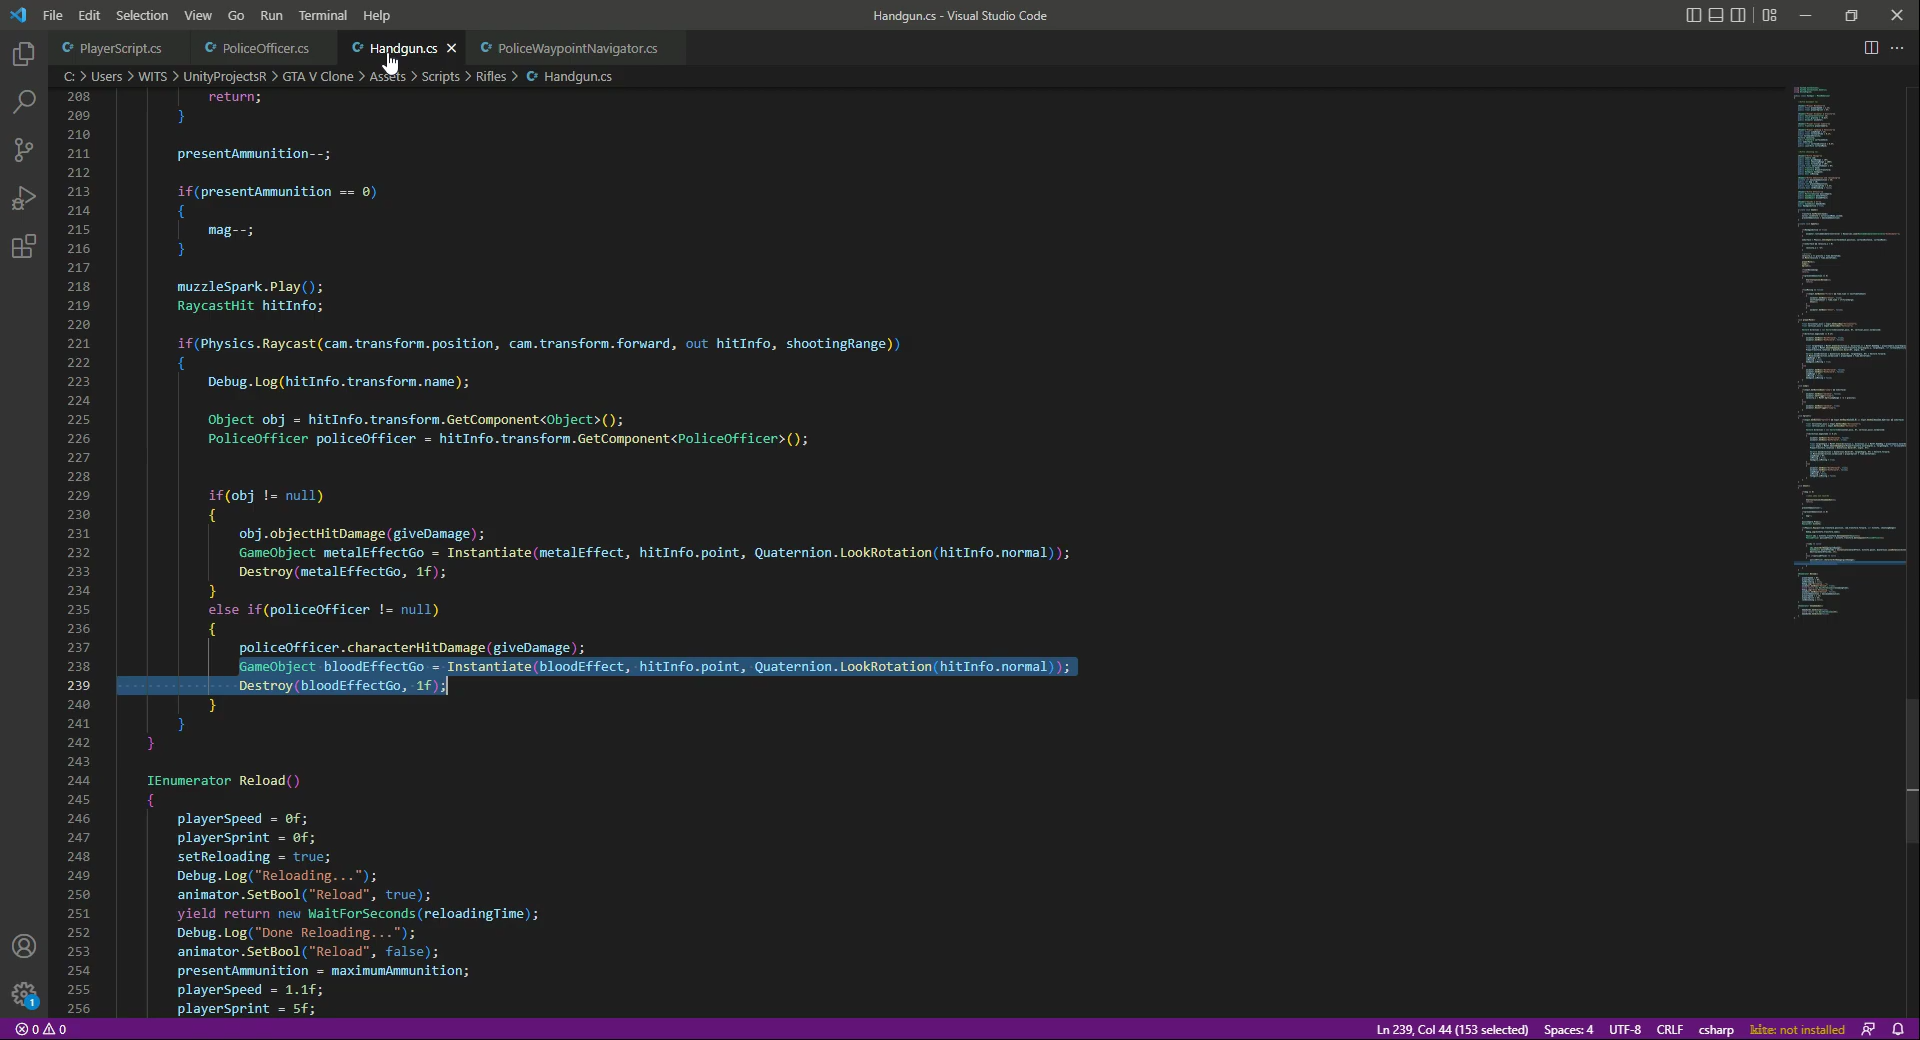 File Edit Selection View Go Run Terminal Help
Handgun.cs - Visual Studio Code
PlayerScript.cs PoliceOfficer.cs Handgun.cs PoliceWaypointNavigator.cs
C: > Users > WITS > UnityProjectsR > GTA V Clone > Assets > Scripts > Rifles > Handgun.cs
208 return;
209 }
210
211 presentAmmunition--;
212
213 if(presentAmmunition == 0)
214 {
215 mag--;
216 }
217
218 muzzleSpark.Play();
219 RaycastHit hitInfo;
220
221 if(Physics.Raycast(cam.transform.position, cam.transform.forward, out hitInfo, shootingRange))
222 {
223 Debug.Log(hitInfo.transform.name);
224
225 Object obj = hitInfo.transform.GetComponent<Object>();
226 PoliceOfficer policeOfficer = hitInfo.transform.GetComponent<PoliceOfficer>();
227
228
229 if(obj != null)
230 {
231 obj.objectHitDamage(giveDamage);
232 GameObject metalEffectGo = Instantiate(metalEffect, hitInfo.point, Quaternion.LookRotation(hitInfo.normal));
233 Destroy(metalEffectGo, 1f);
234 }
235 else if(policeOfficer != null)
236 {
237 policeOfficer.characterHitDamage(giveDamage);
238 GameObject bloodEffectGo = Instantiate(bloodEffect, hitInfo.point, Quaternion.LookRotation(hitInfo.normal));
239 Destroy(bloodEffectGo, 1f);
240 }
241 }
242 }
243
244 IEnumerator Reload()
245 {
246 playerSpeed = 0f;
247 playerSprint = 0f;
248 setReloading = true;
249 Debug.Log("Reloading...");
250 animator.SetBool("Reload", true);
251 yield return new WaitForSeconds(reloadingTime);
252 Debug.Log("Done Reloading...");
253 animator.SetBool("Reload", false);
254 presentAmmunition = maximumAmmunition;
255 playerSpeed = 1.1f;
256 playerSprint = 5f;
1
0 0 Ln 239, Col 44 (153 selected) Spaces: 4 UTF-8 CRLF csharp kite: not installed